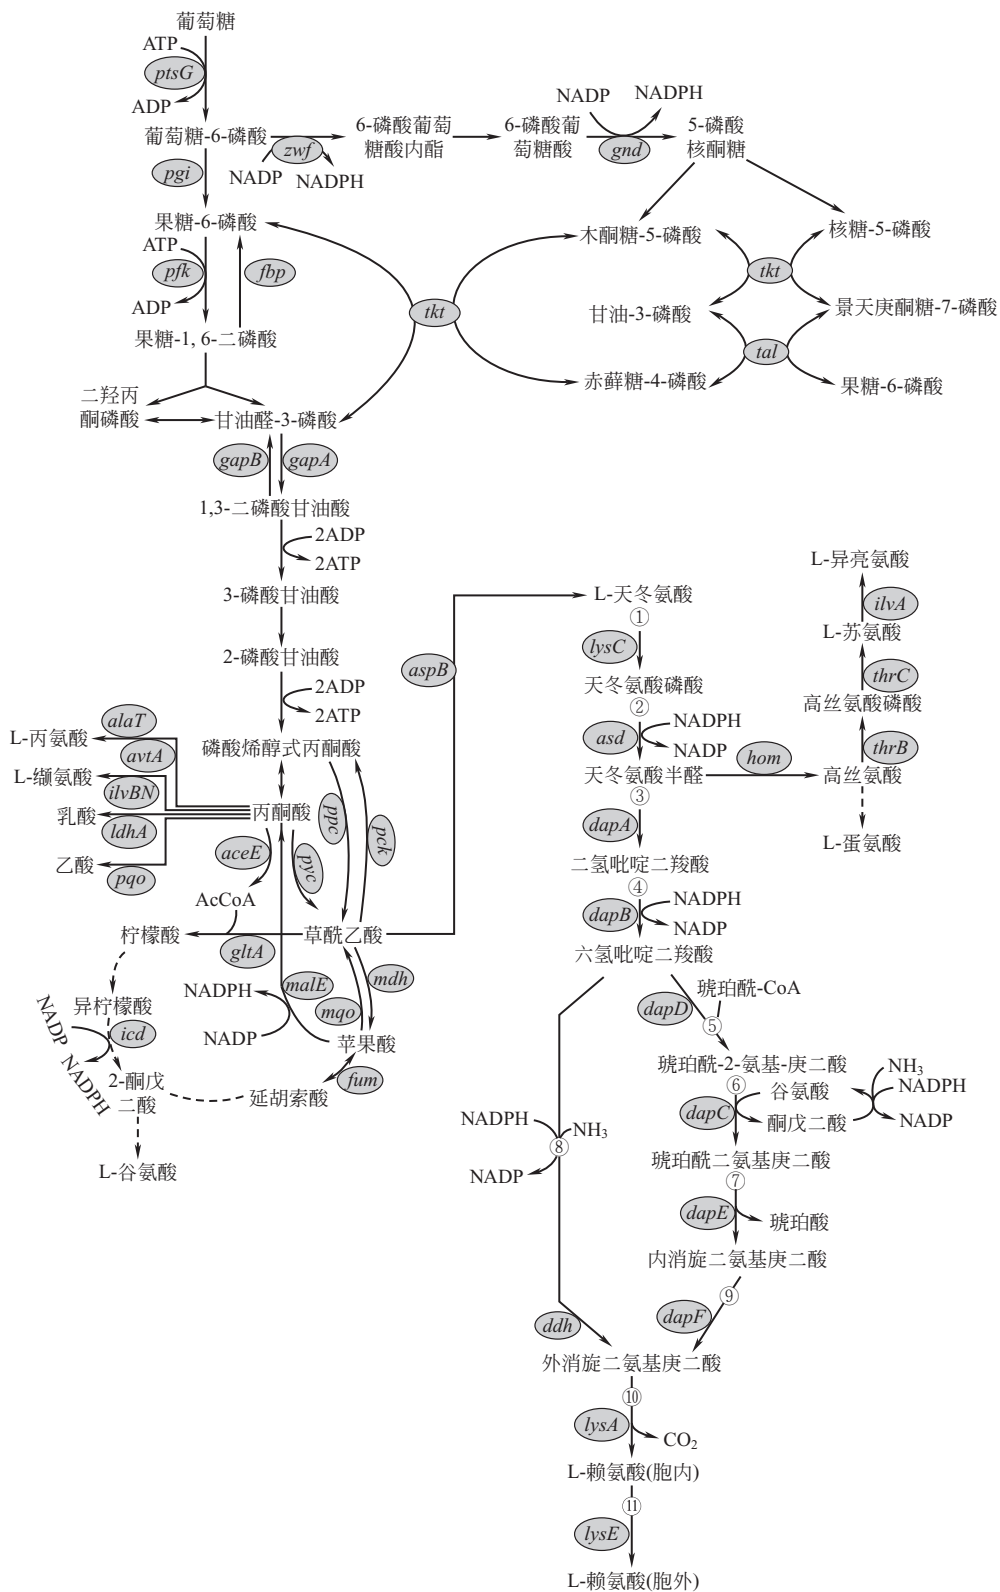 葡萄糖
ATP
ptsG
ADP
葡萄糖-6-磷酸
zwf
NADP
NADPH
6-磷酸葡萄
糖酸内酯
6-磷酸葡
萄糖酸
NADP
NADPH
gnd
5-磷酸
核酮糖
pgi
果糖-6-磷酸
ATP
pfk
ADP
fbp
果糖-1, 6-二磷酸
tkt
木酮糖-5-磷酸
核糖-5-磷酸
tkt
甘油-3-磷酸
景天庚酮糖-7-磷酸
tal
赤藓糖-4-磷酸
果糖-6-磷酸
二羟丙
酮磷酸
甘油醛-3-磷酸
gapB
gapA
1,3-二磷酸甘油酸
2ADP
2ATP
3-磷酸甘油酸
2-磷酸甘油酸
2ADP
2ATP
磷酸烯醇式丙酮酸
alaT
L-丙氨酸
avtA
L-缬氨酸
ilvBN
乳酸
ldhA
乙酸
pqo
丙酮酸
ppc
pck
aceE
pyc
AcCoA
柠檬酸
gltA
草酰乙酸
aspB
NADPH
malE
NADP
mqo
mdh
苹果酸
fum
延胡索酸
异柠檬酸
NADP
icd
NADPH
2-酮戊
二酸
L-谷氨酸
L-天冬氨酸
①
lysC
天冬氨酸磷酸
②
asd
NADPH
NADP
天冬氨酸半醛
hom
高丝氨酸
L-蛋氨酸
thrB
高丝氨酸磷酸
thrC
L-苏氨酸
ilvA
L-异亮氨酸
③
dapA
二氢吡啶二羧酸
④
dapB
NADPH
NADP
六氢吡啶二羧酸
dapD
琥珀酰-CoA
⑤
琥珀酰-2-氨基-庚二酸
⑥
dapC
谷氨酸
酮戊二酸
NH₃
NADPH
NADP
琥珀酰二氨基庚二酸
⑦
dapE
琥珀酸
内消旋二氨基庚二酸
⑨
dapF
NADPH
NH₃
⑧
NADP
ddh
外消旋二氨基庚二酸
⑩
lysA
CO₂
L-赖氨酸(胞内)
⑪
lysE
L-赖氨酸(胞外)